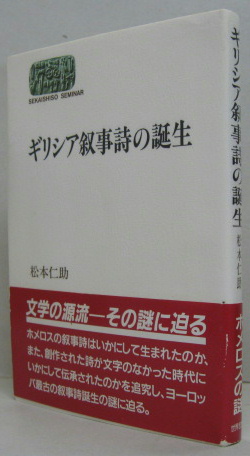 SEKAISHISO SEMINAR
ギリシア叙事詩の誕生
松本仁助
文学の源流―その謎に迫る
ホメロスの叙事詩はいかにして生まれたのか、
また、創作された詩が文字のなかった時代に
いかにして伝承されたのかを追究し、ヨーロッ
パ最古の叙事詩誕生の謎に迫る。
ギリシア叙事詩の誕生
松本仁助
ホメロスの謎